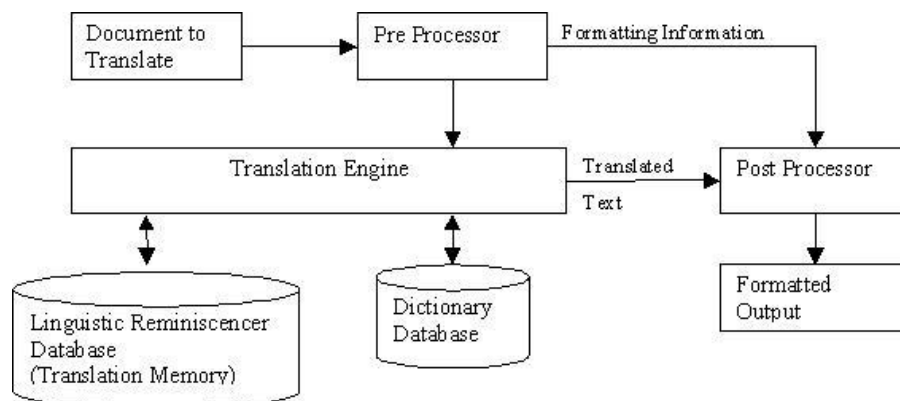 Document to
Translate
Pre Processor
Formatting Information
Translation Engine
Translated
Text
Post Processor
Linguistic Reminiscencer
Database
(Translation Memory)
Dictionary
Database
Formatted
Output